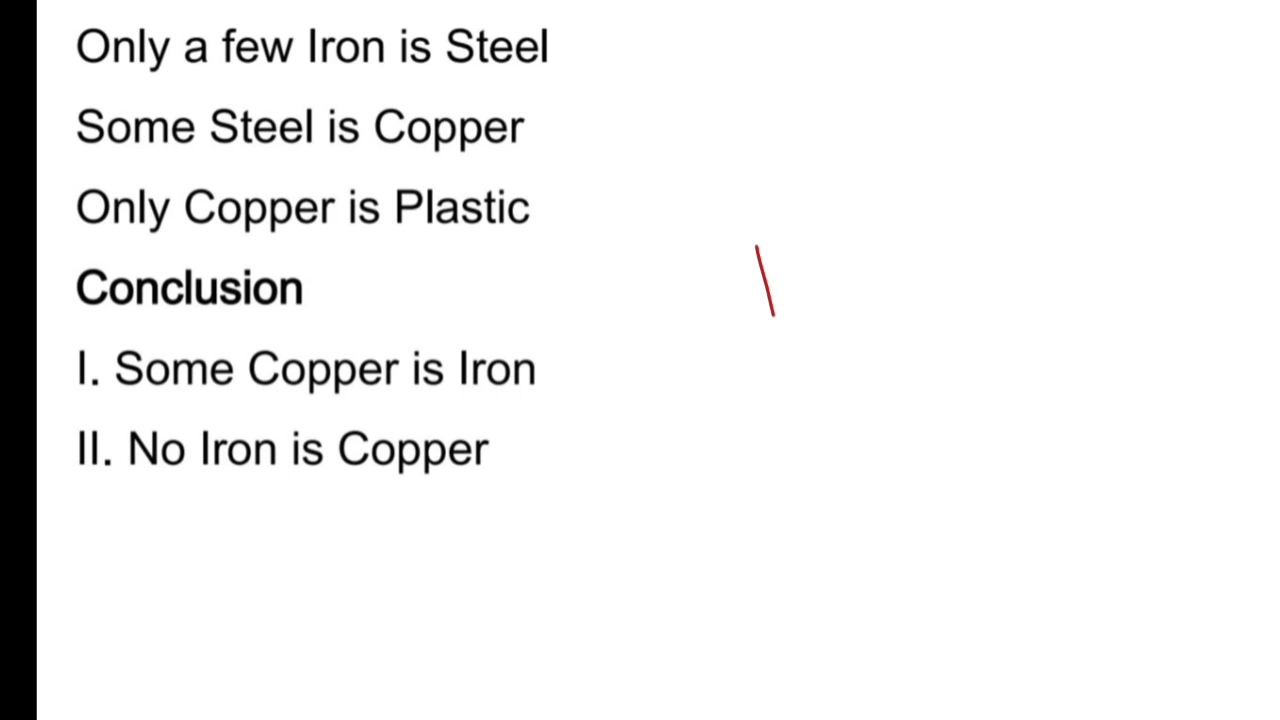 Only a few Iron is Steel
Some Steel is Copper
Only Copper is Plastic
Conclusion
I. Some Copper is Iron
II. No Iron is Copper